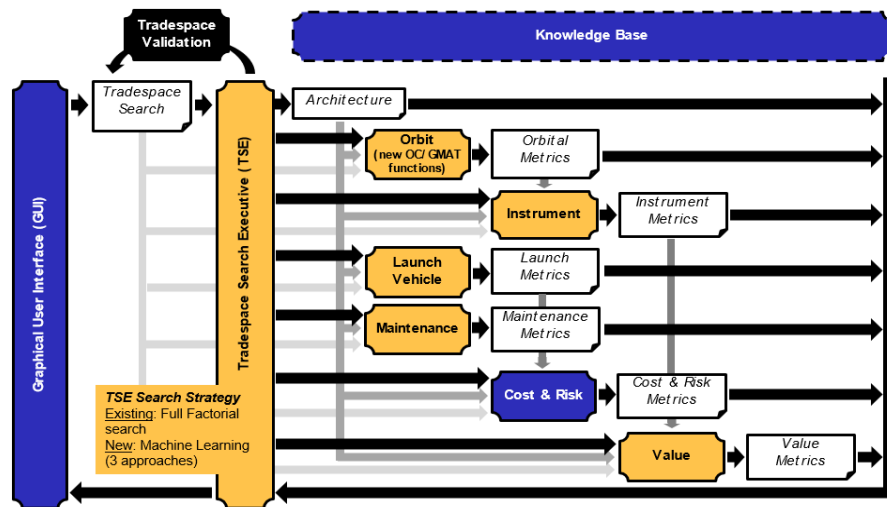 Tradespace
Validation
Knowledge Base
Graphical User Interface (GUI)
Tradespace
Search
Tradespace Search Executive (TSE)
Architecture
Orbit
(new OC/ GMAT
functions)
Orbital
Metrics
Instrument
Instrument
Metrics
Launch
Vehicle
Launch
Metrics
Maintenance
Maintenance
Metrics
Cost & Risk
Cost & Risk
Metrics
TSE Search Strategy
Existing: Full Factorial
search
New: Machine Learning
(3 approaches)
Value
Value
Metrics